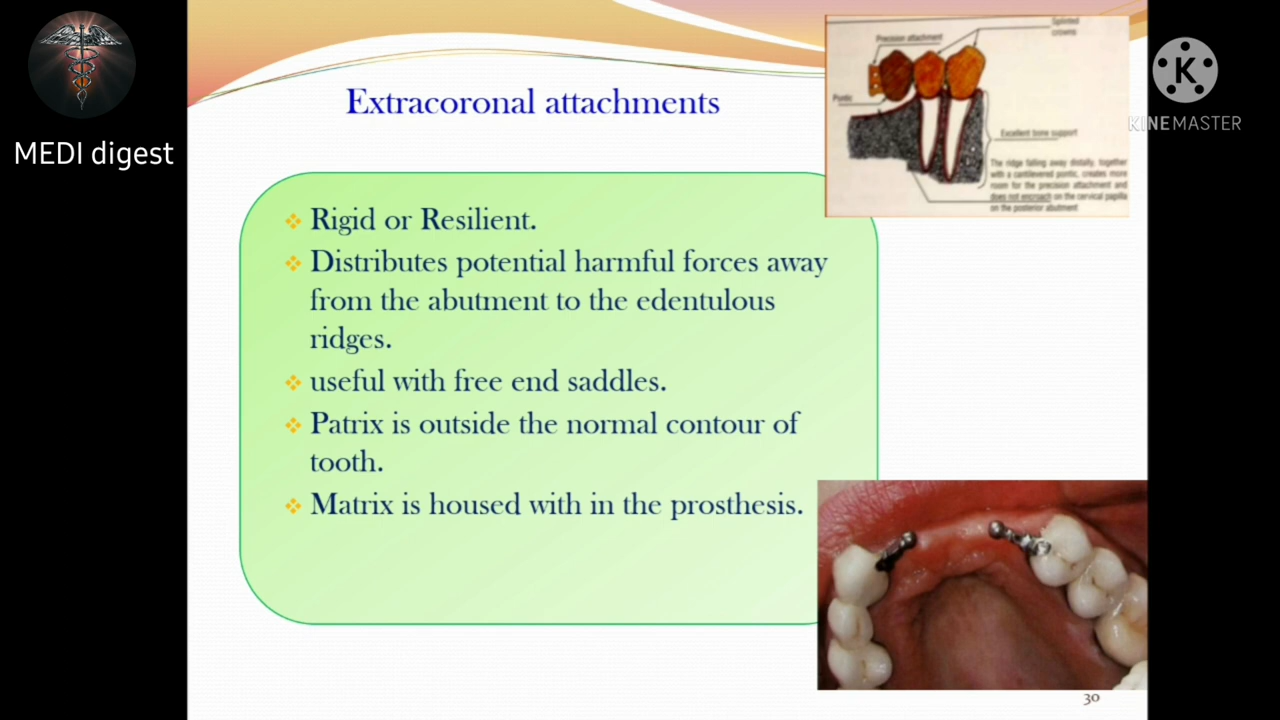 MEDI digest
KINEMASTER
Extracoronal attachments
Rigid or Resilient.
Distributes potential harmful forces away
from the abutment to the edentulous
ridges.
useful with free end saddles.
Patrix is outside the normal contour of
tooth.
Matrix is housed with in the prosthesis.
Splinted
crowns
Precision attachment
Pontic
Excellent bone support
The ridge falling away distally, together
with a cantilevered pontic, creates more
room for the precision attachment and
does not encroach on the cervical papilla
on the posterior abutment
30